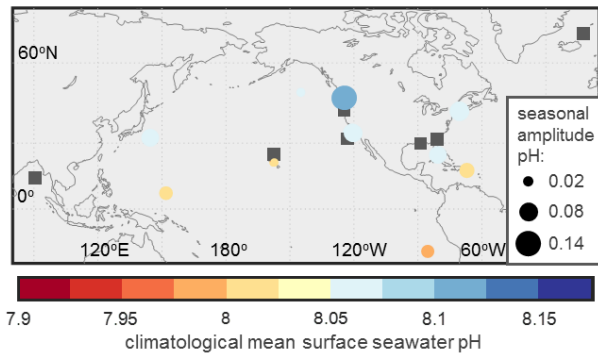 60ºN
seasonal
amplitude
pH:
0.02
0.08
0.14
0º
120ºE 180º 120ºW 60ºW
7.9 7.95 8 8.05 8.1 8.15
climatological mean surface seawater pH